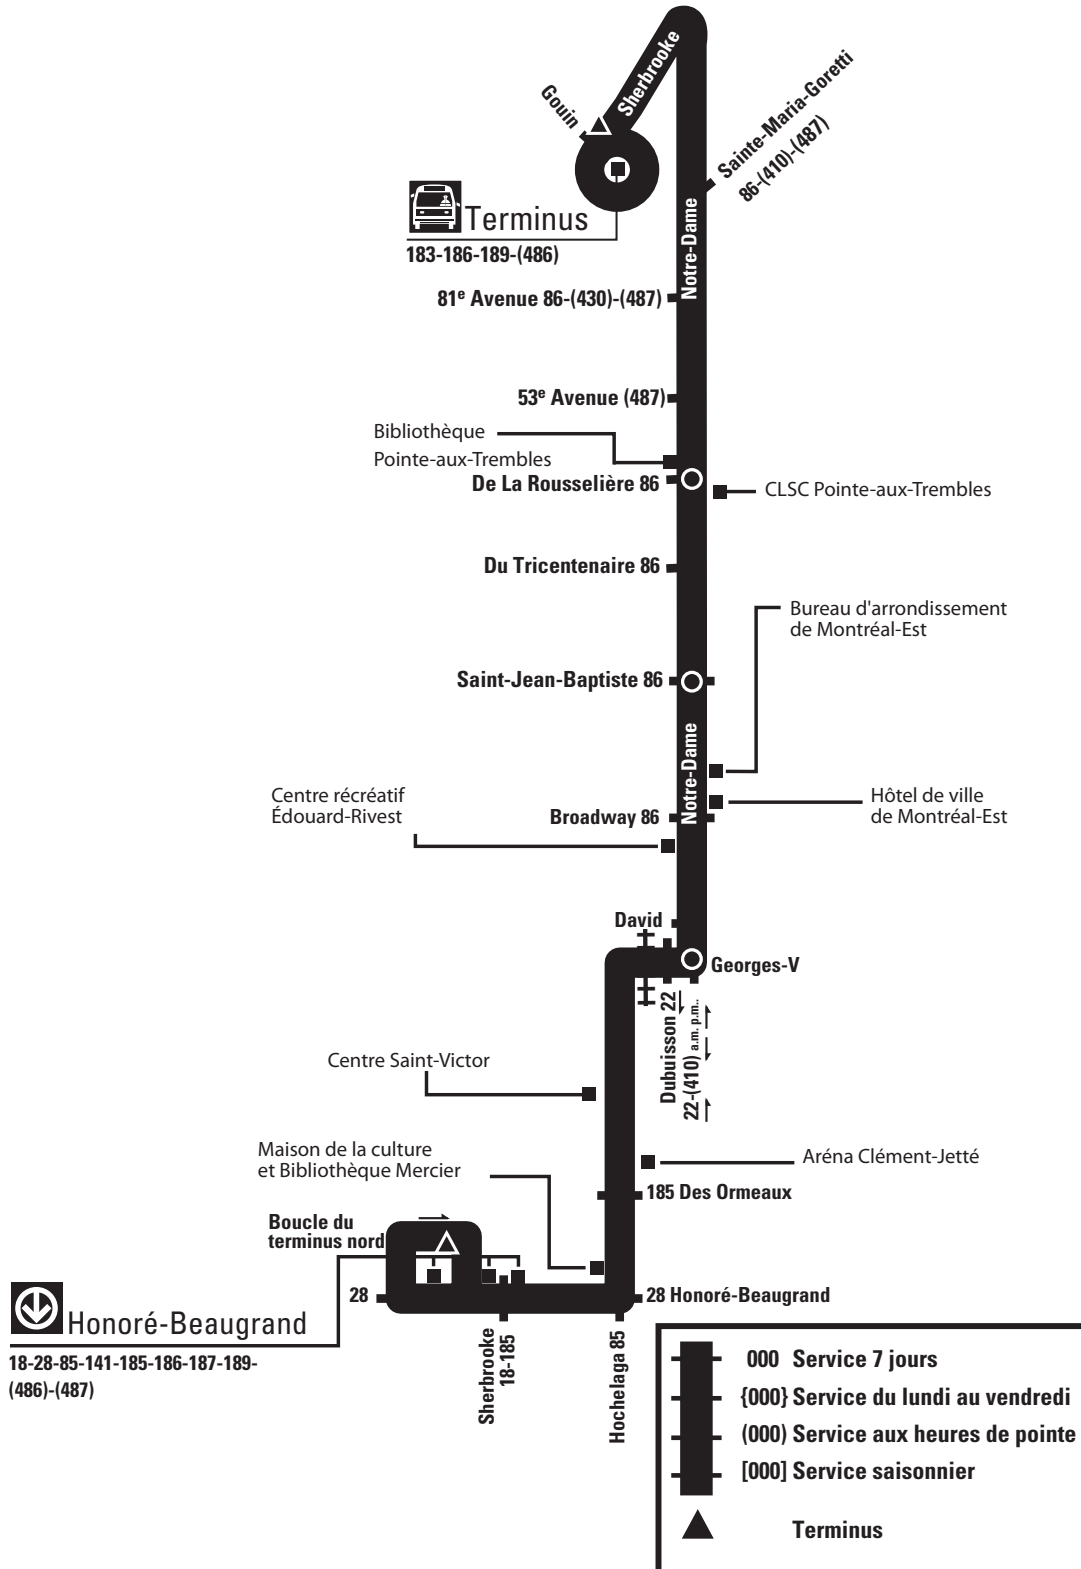 Sherbrooke
Gouin
Sainte-Maria-Goretti
86-(410)-(487)
Terminus
183-186-189-(486)
Notre-Dame
81e Avenue 86-(430)-(487)
53e Avenue (487)
Bibliothèque
Pointe-aux-Trembles
De La Rousselière 86
CLSC Pointe-aux-Trembles
Du Tricentenaire 86
Bureau d'arrondissement
de Montréal-Est
Saint-Jean-Baptiste 86
Notre-Dame
Centre récréatif
Édouard-Rivest
Hôtel de ville
de Montréal-Est
Broadway 86
David
Georges-V
Dubuisson 22
22-(410) a.m. p.m..
Centre Saint-Victor
Maison de la culture
et Bibliothèque Mercier
Aréna Clément-Jetté
185 Des Ormeaux
Boucle du
terminus nord
28
28 Honoré-Beaugrand
Honoré-Beaugrand
18-28-85-141-185-186-187-189-
(486)-(487)
Sherbrooke
18-185
Hochelaga 85
000 Service 7 jours
{000} Service du lundi au vendredi
(000) Service aux heures de pointe
[000] Service saisonnier
Terminus